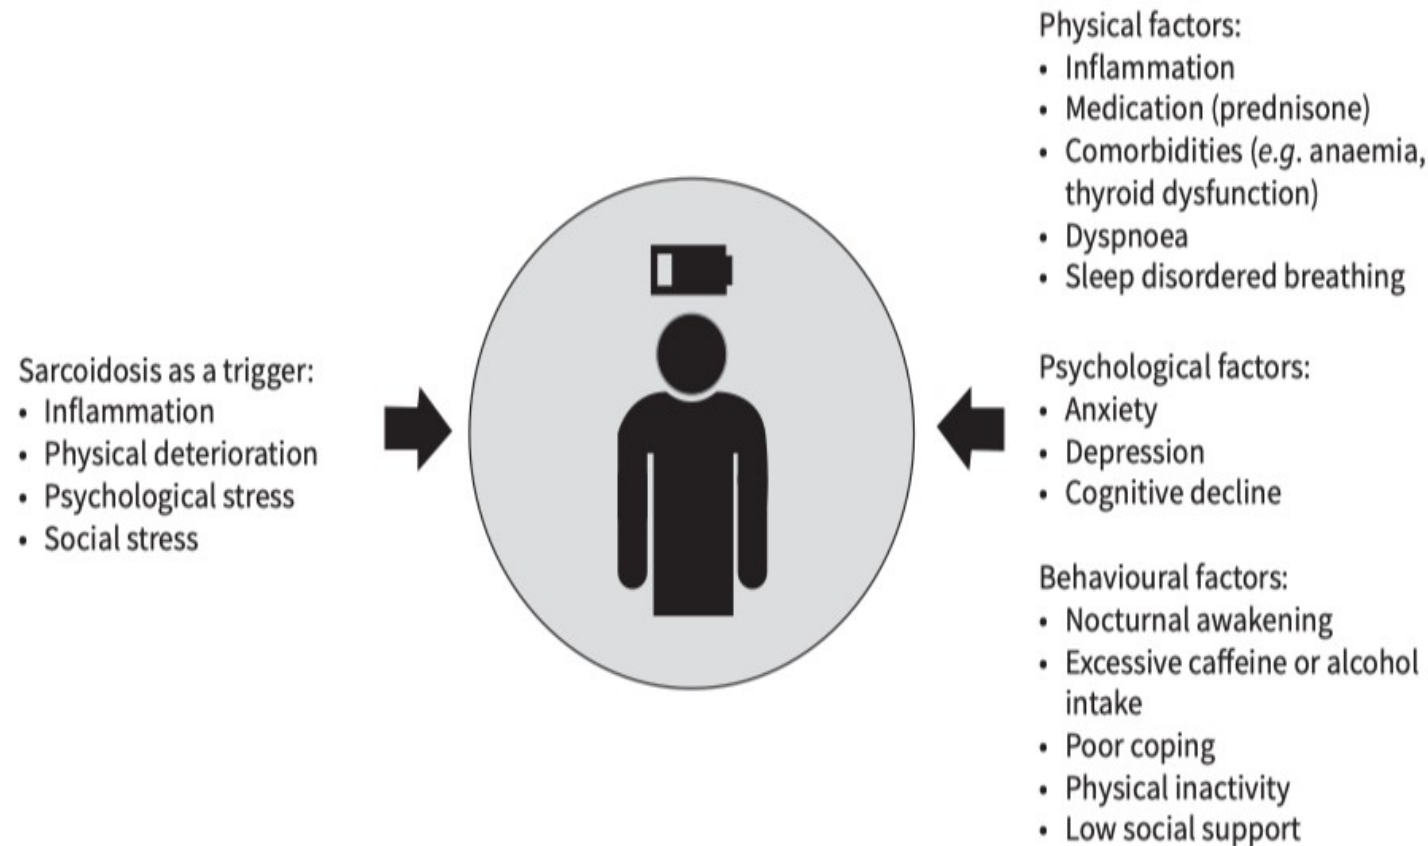 Sarcoidosis as a trigger:
• Inflammation
• Physical deterioration
• Psychological stress
• Social stress
Physical factors:
• Inflammation
• Medication (prednisone)
• Comorbidities (e.g. anaemia,
thyroid dysfunction)
• Dyspnoea
• Sleep disordered breathing
Psychological factors:
• Anxiety
• Depression
• Cognitive decline
Behavioural factors:
• Nocturnal awakening
• Excessive caffeine or alcohol
intake
• Poor coping
• Physical inactivity
• Low social support